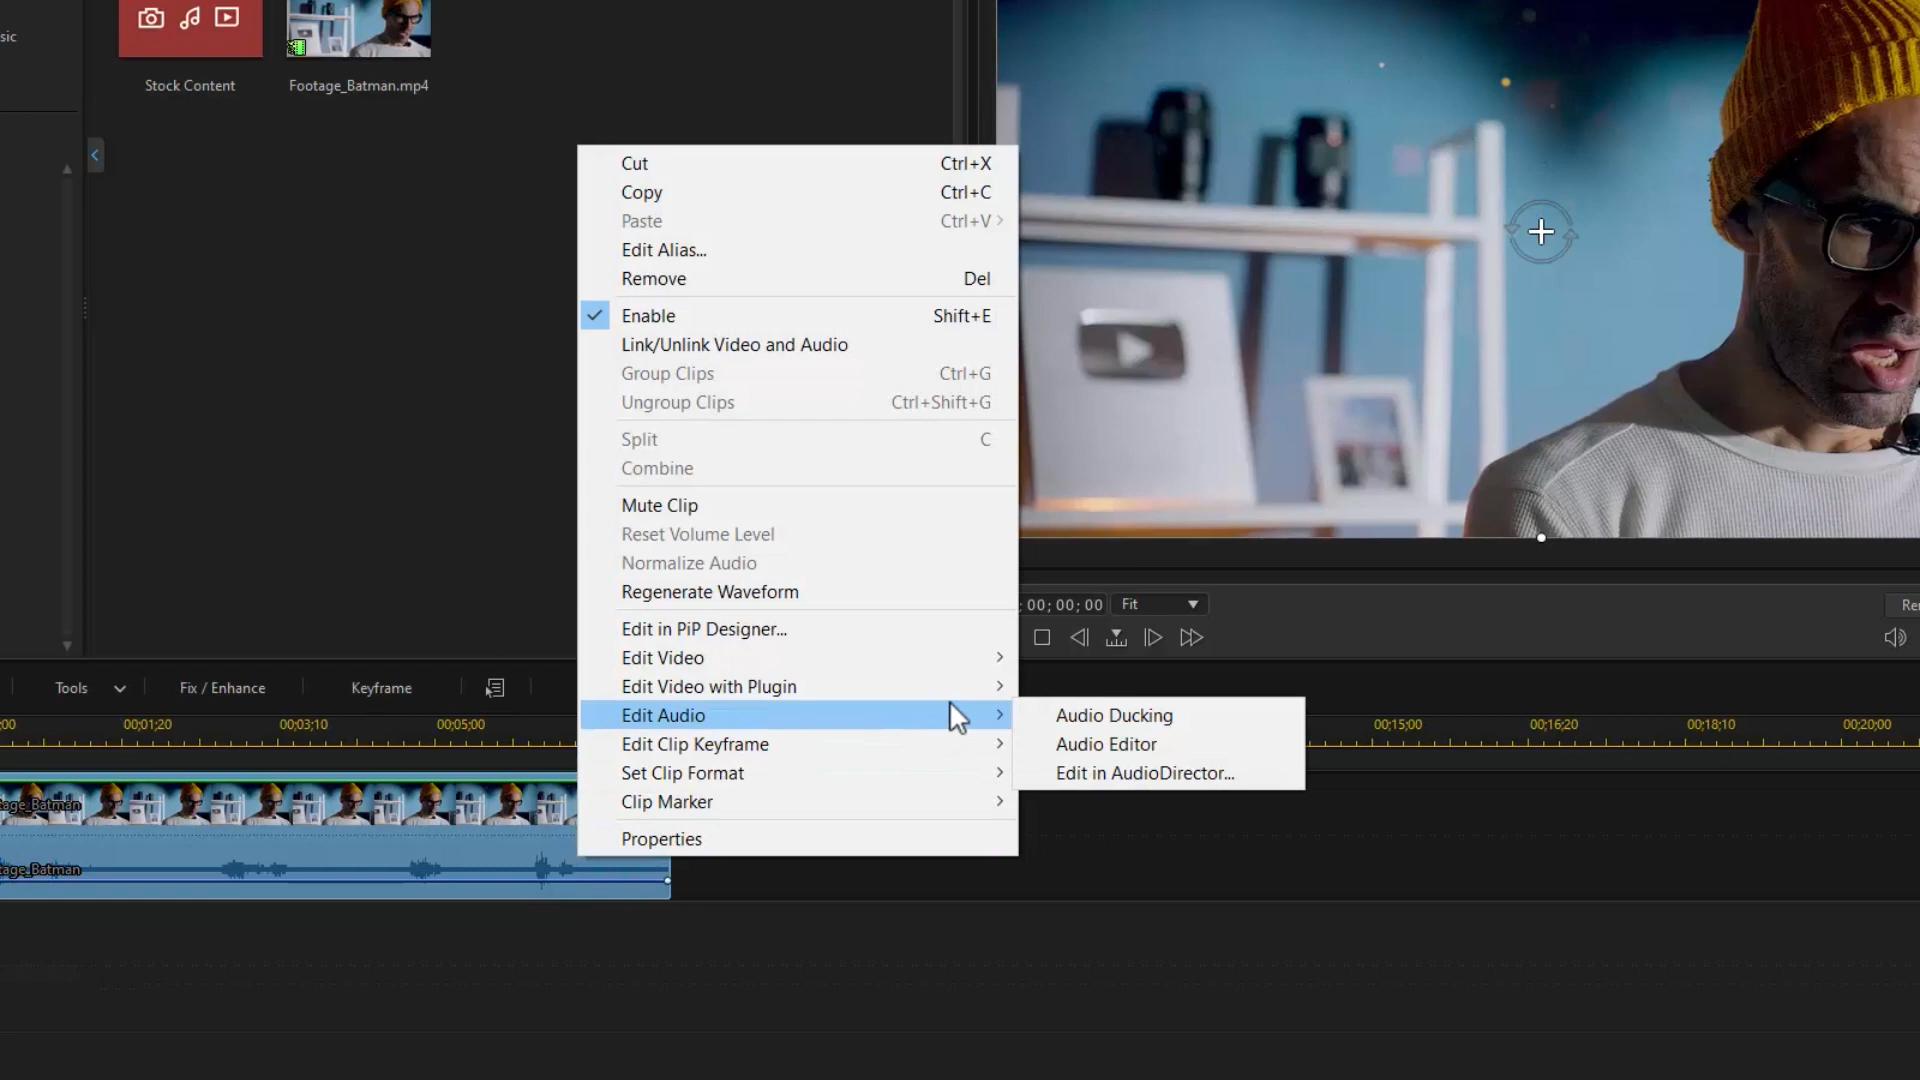 sic
Stock Content
Footage_Batman.mp4
Cut Ctrl+X
Copy Ctrl+C
Paste Ctrl+V
Edit Alias...
Remove Del
Enable Shift+E
Link/Unlink Video and Audio
Group Clips Ctrl+G
Ungroup Clips Ctrl+Shift+G
Split C
Combine
Mute Clip
Reset Volume Level
Normalize Audio
Regenerate Waveform
Edit in PiP Designer...
Edit Video
Edit Video with Plugin
Edit Audio
Edit Clip Keyframe
Set Clip Format
Clip Marker
Properties
Audio Ducking
Audio Editor
Edit in AudioDirector...
; 00; 00; 00 Fit
Rer
Tools Fix / Enhance Keyframe
;00 00;01;20 00;03;10 00;05;00 00;15;00 00;16;20 00;18;10 00;20;00
tage_Batman
tage_Batman